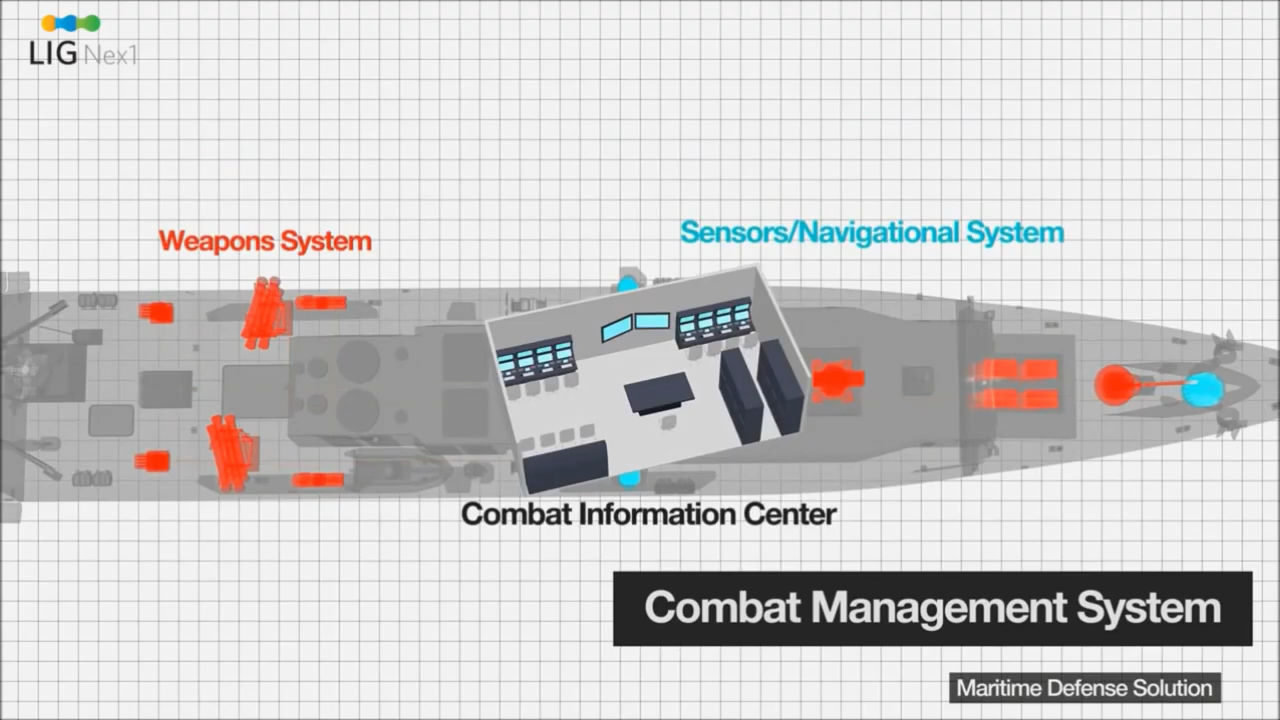 LIG Nex1
Weapons System
Sensors/Navigational System
Combat Information Center
Combat Management System
Maritime Defense Solution